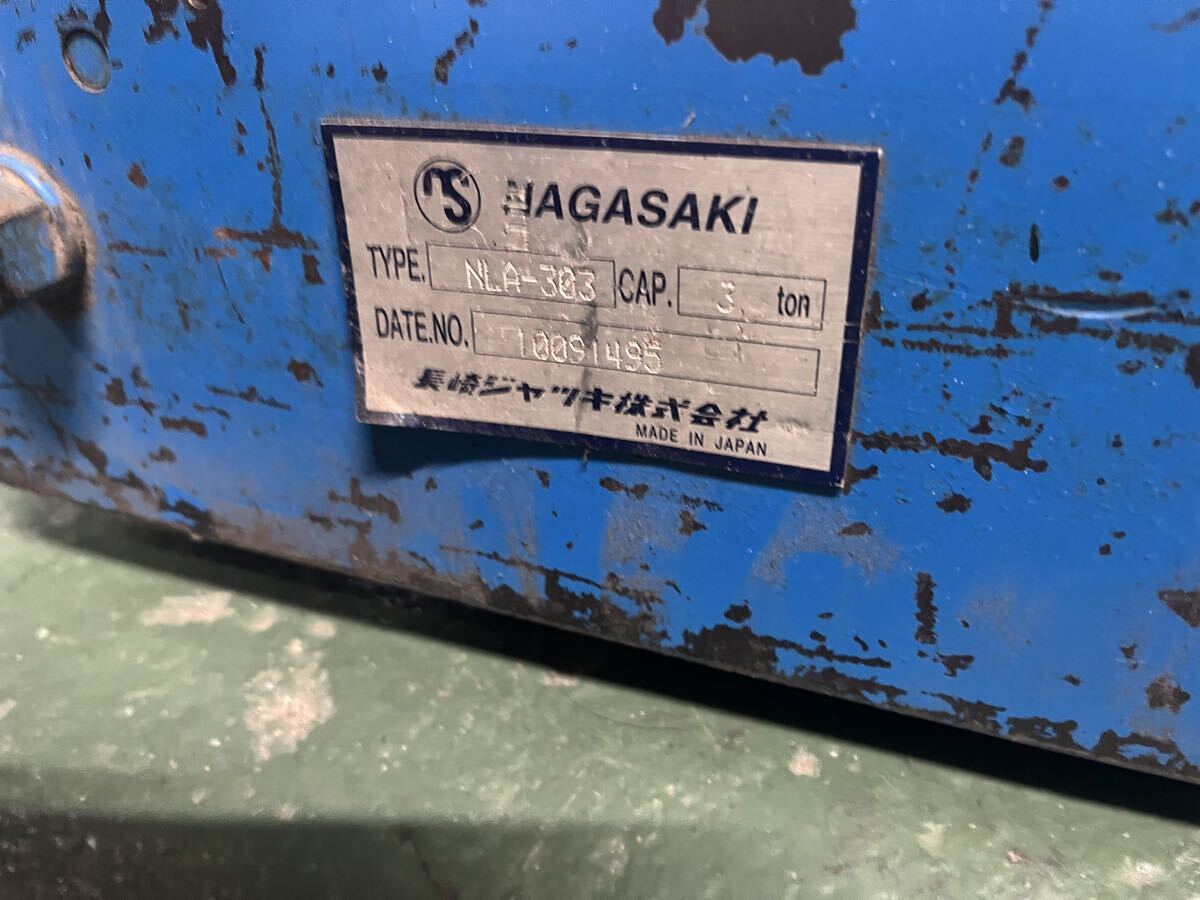 NS NAGASAKI
TYPE. NLA-303 CAP. 3 ton
DATE.NO. 10091495
長崎ジャッキ株式会社
MADE IN JAPAN